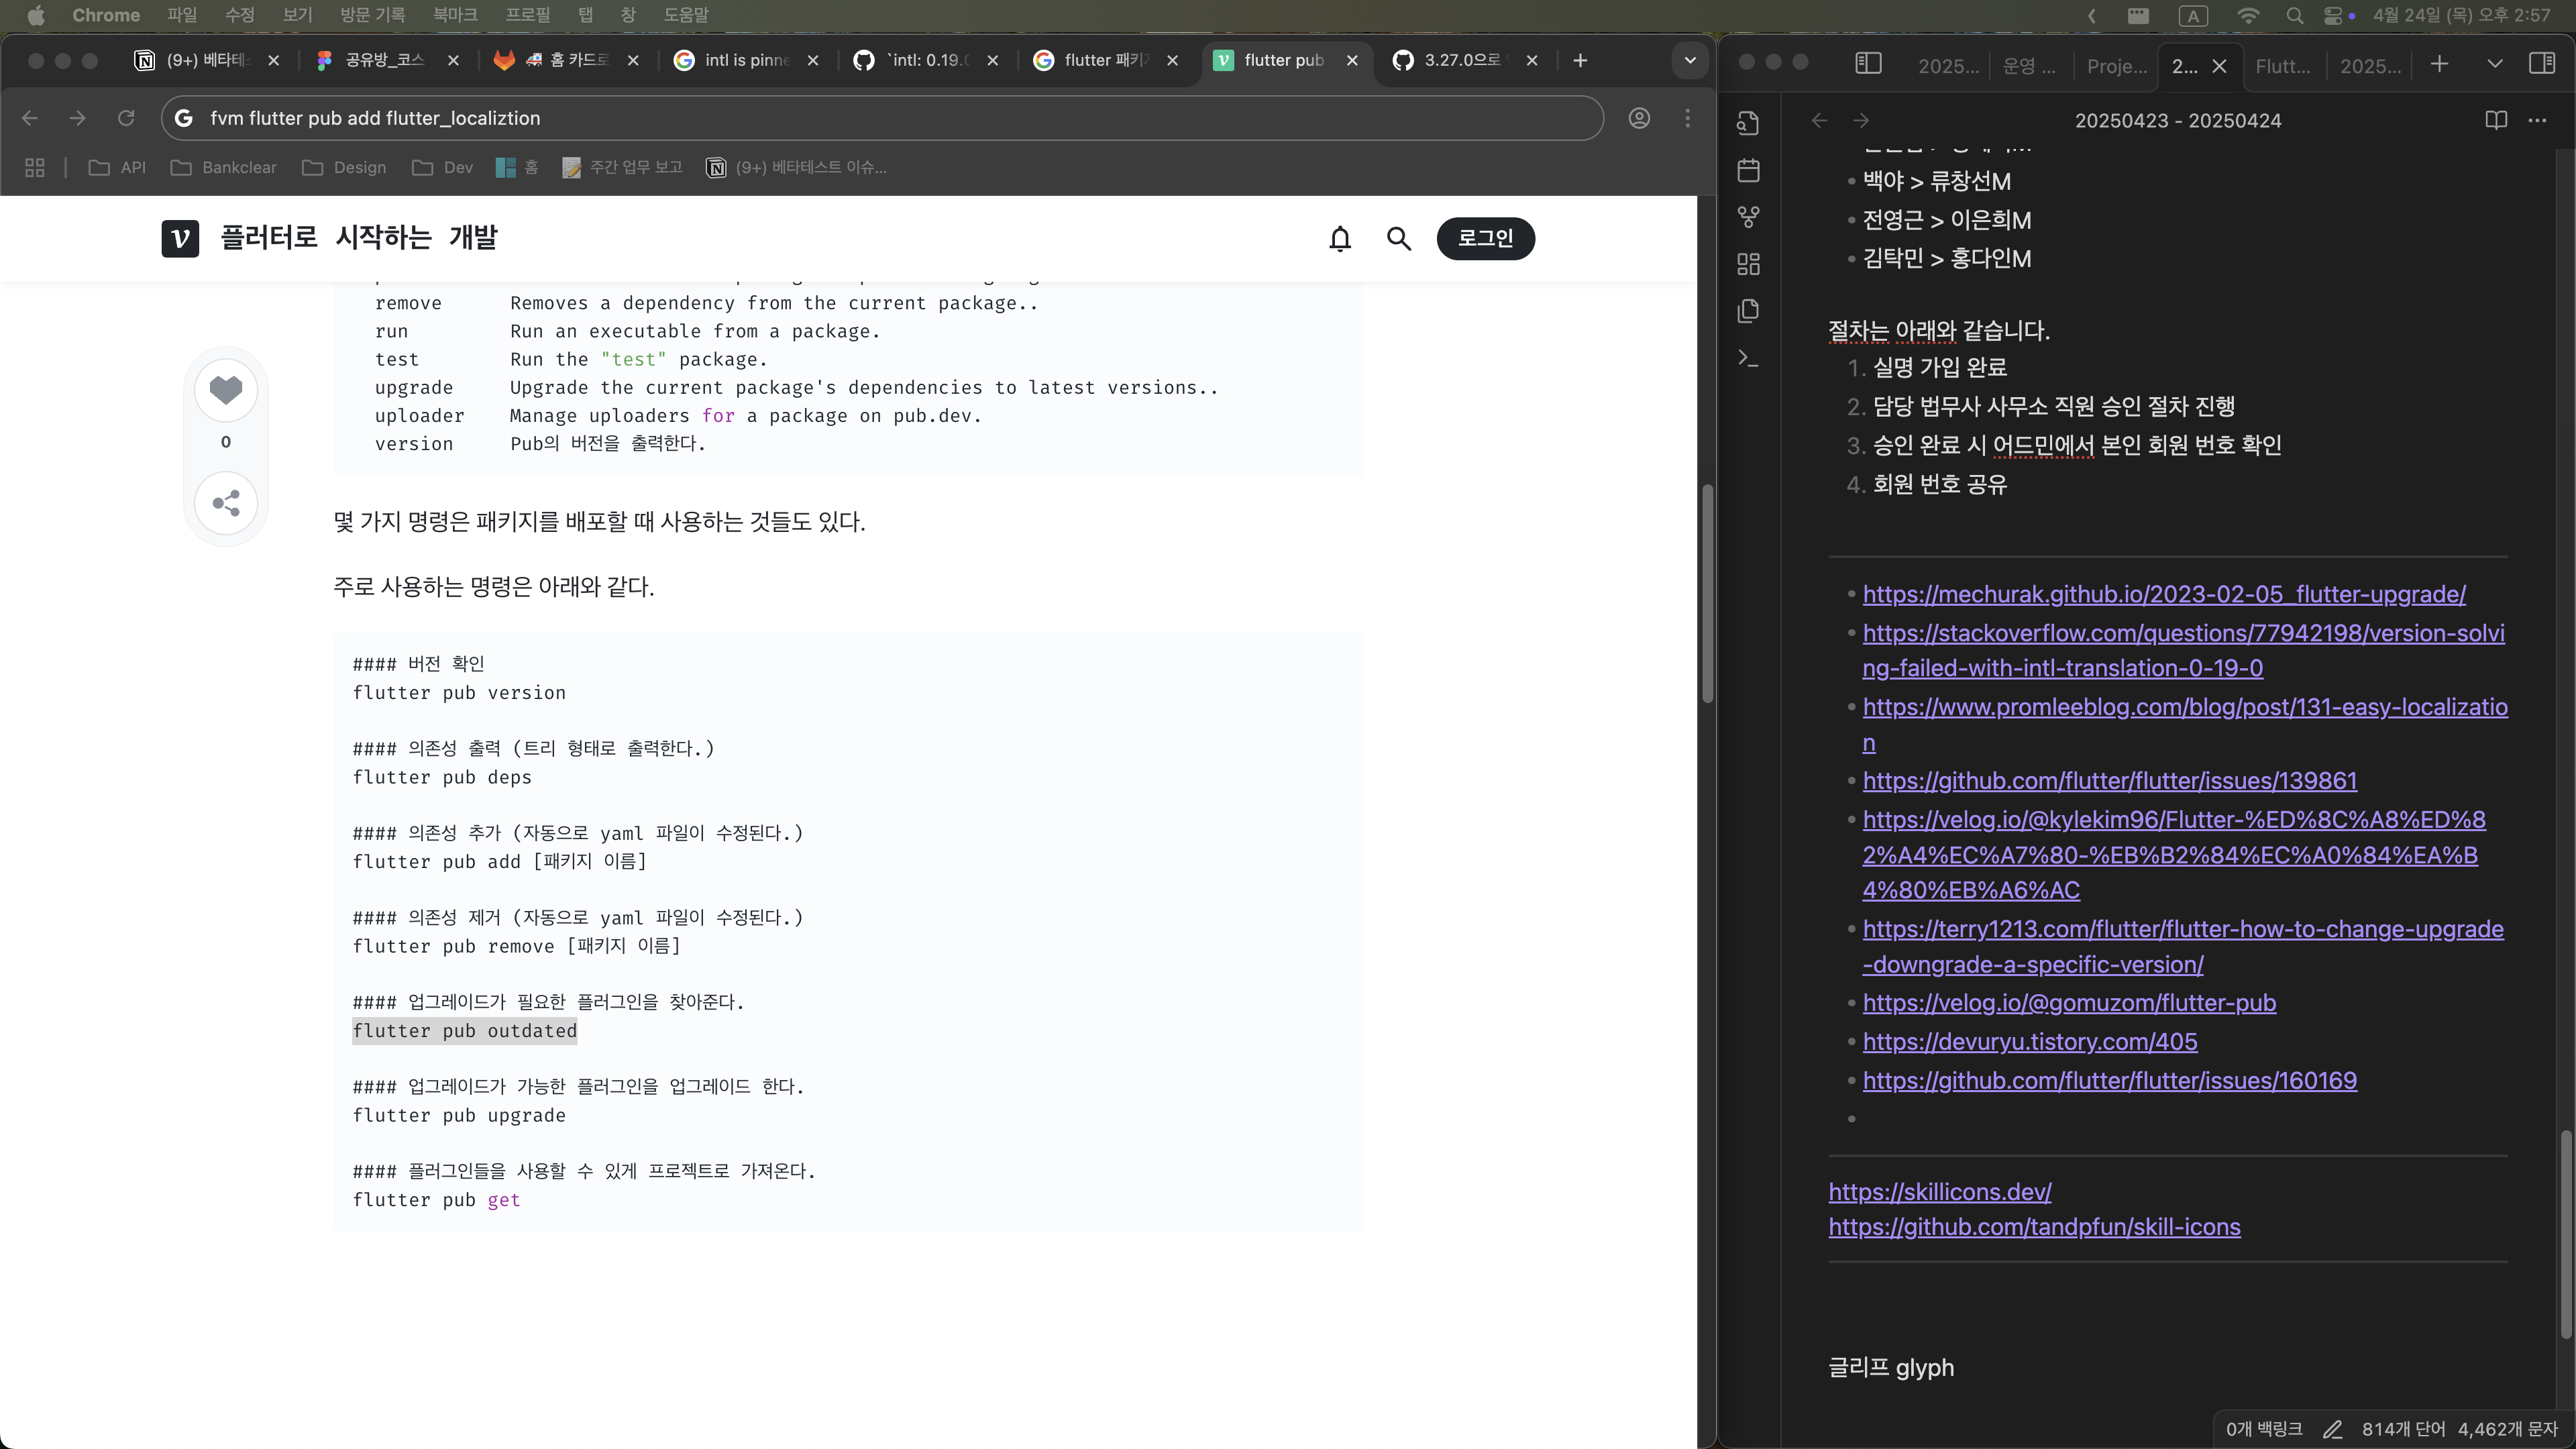 Chrome 파일 수정 보기 방문 기록 북마크 프로필 탭 창 도움말
A 4월 24일 (목) 오후 2:57
(9+) 베타테 공유방_코스 홈 카드로 intl is pinne `intl: 0.19.0 flutter 패키지 flutter pub 3.27.0으로
fvm flutter pub add flutter_localiztion
API Bankclear Design Dev 홈 주간 업무 보고 (9+) 베타테스트 이슈...
플러터로 시작하는 개발
로그인
remove Removes a dependency from the current package..
run Run an executable from a package.
test Run the "test" package.
upgrade Upgrade the current package's dependencies to latest versions..
uploader Manage uploaders for a package on pub.dev.
version Pub의 버전을 출력한다.
0
몇 가지 명령은 패키지를 배포할 때 사용하는 것들도 있다.
주로 사용하는 명령은 아래와 같다.
#### 버전 확인
flutter pub version
#### 의존성 출력 (트리 형태로 출력한다.)
flutter pub deps
#### 의존성 추가 (자동으로 yaml 파일이 수정된다.)
flutter pub add [패키지 이름]
#### 의존성 제거 (자동으로 yaml 파일이 수정된다.)
flutter pub remove [패키지 이름]
#### 업그레이드가 필요한 플러그인을 찾아준다.
flutter pub outdated
#### 업그레이드가 가능한 플러그인을 업그레이드 한다.
flutter pub upgrade
#### 플러그인들을 사용할 수 있게 프로젝트로 가져온다.
flutter pub get
2025... 운영 ... Proje... 2... Flutt... 2025...
20250423 - 20250424
백야 > 류창선M
전영근 > 이은희M
김탁민 > 홍다인M
절차는 아래와 같습니다.
1. 실명 가입 완료
2. 담당 법무사 사무소 직원 승인 절차 진행
3. 승인 완료 시 어드민에서 본인 회원 번호 확인
4. 회원 번호 공유
https://mechurak.github.io/2023-02-05_flutter-upgrade/
https://stackoverflow.com/questions/77942198/version-solvi
ng-failed-with-intl-translation-0-19-0
https://www.promleeblog.com/blog/post/131-easy-localizatio
n
https://github.com/flutter/flutter/issues/139861
https://velog.io/@kylekim96/Flutter-%ED%8C%A8%ED%8
2%A4%EC%A7%80-%EB%B2%84%EC%A0%84%EA%B
4%80%EB%A6%AC
https://terry1213.com/flutter/flutter-how-to-change-upgrade
-downgrade-a-specific-version/
https://velog.io/@gomuzom/flutter-pub
https://devuryu.tistory.com/405
https://github.com/flutter/flutter/issues/160169
https://skillicons.dev/
https://github.com/tandpfun/skill-icons
글리프 glyph
0개 백링크 814개 단어 4,462개 문자